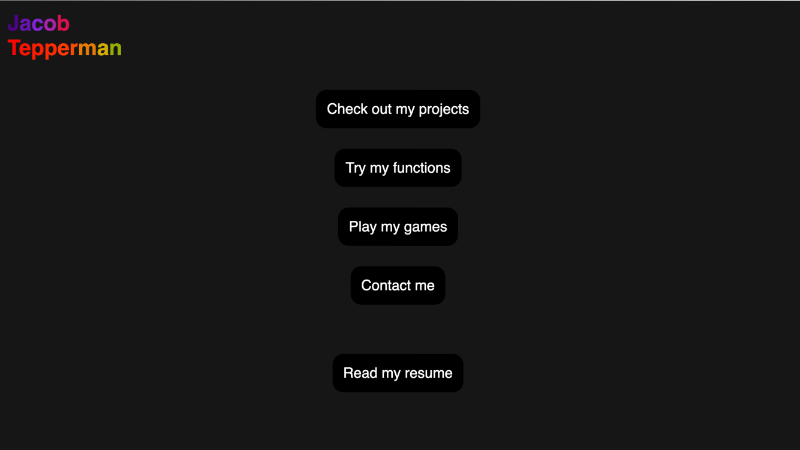 Jacob
Tepperman
Check out my projects
Try my functions
Play my games
Contact me
Read my resume